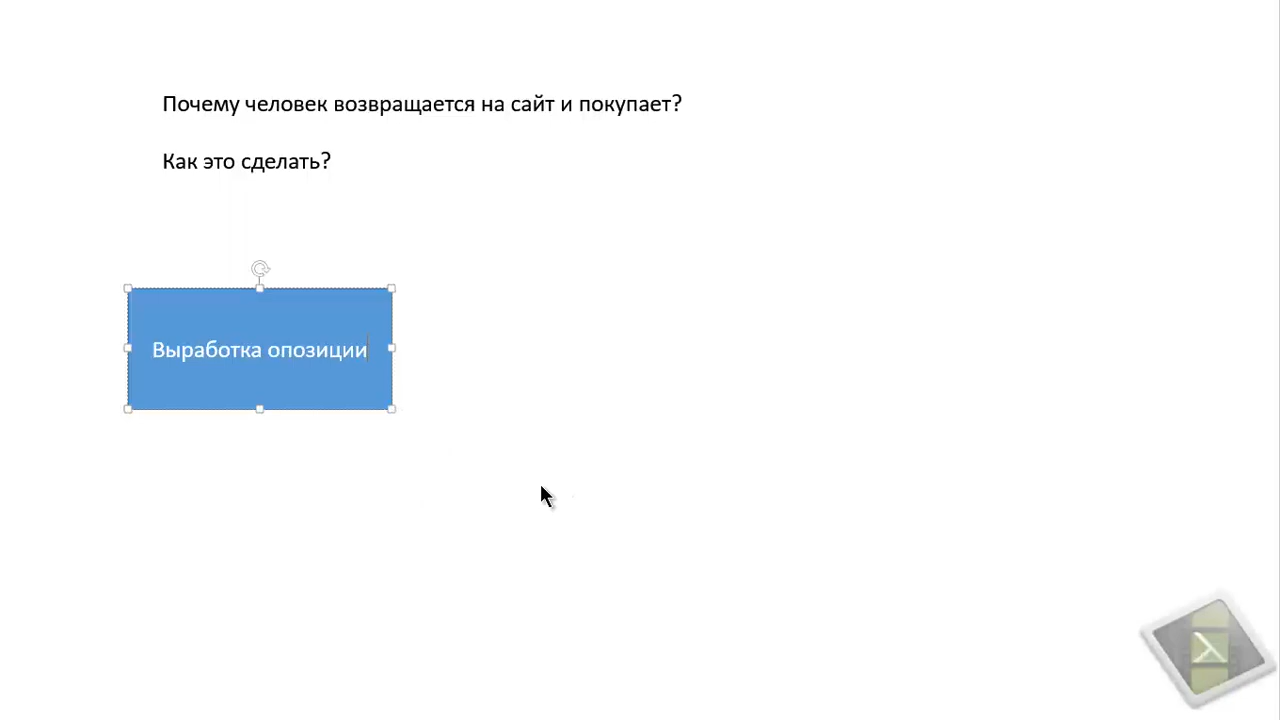 Почему человек возвращается на сайт и покупает?
Как это сделать?
Выработка опозиции